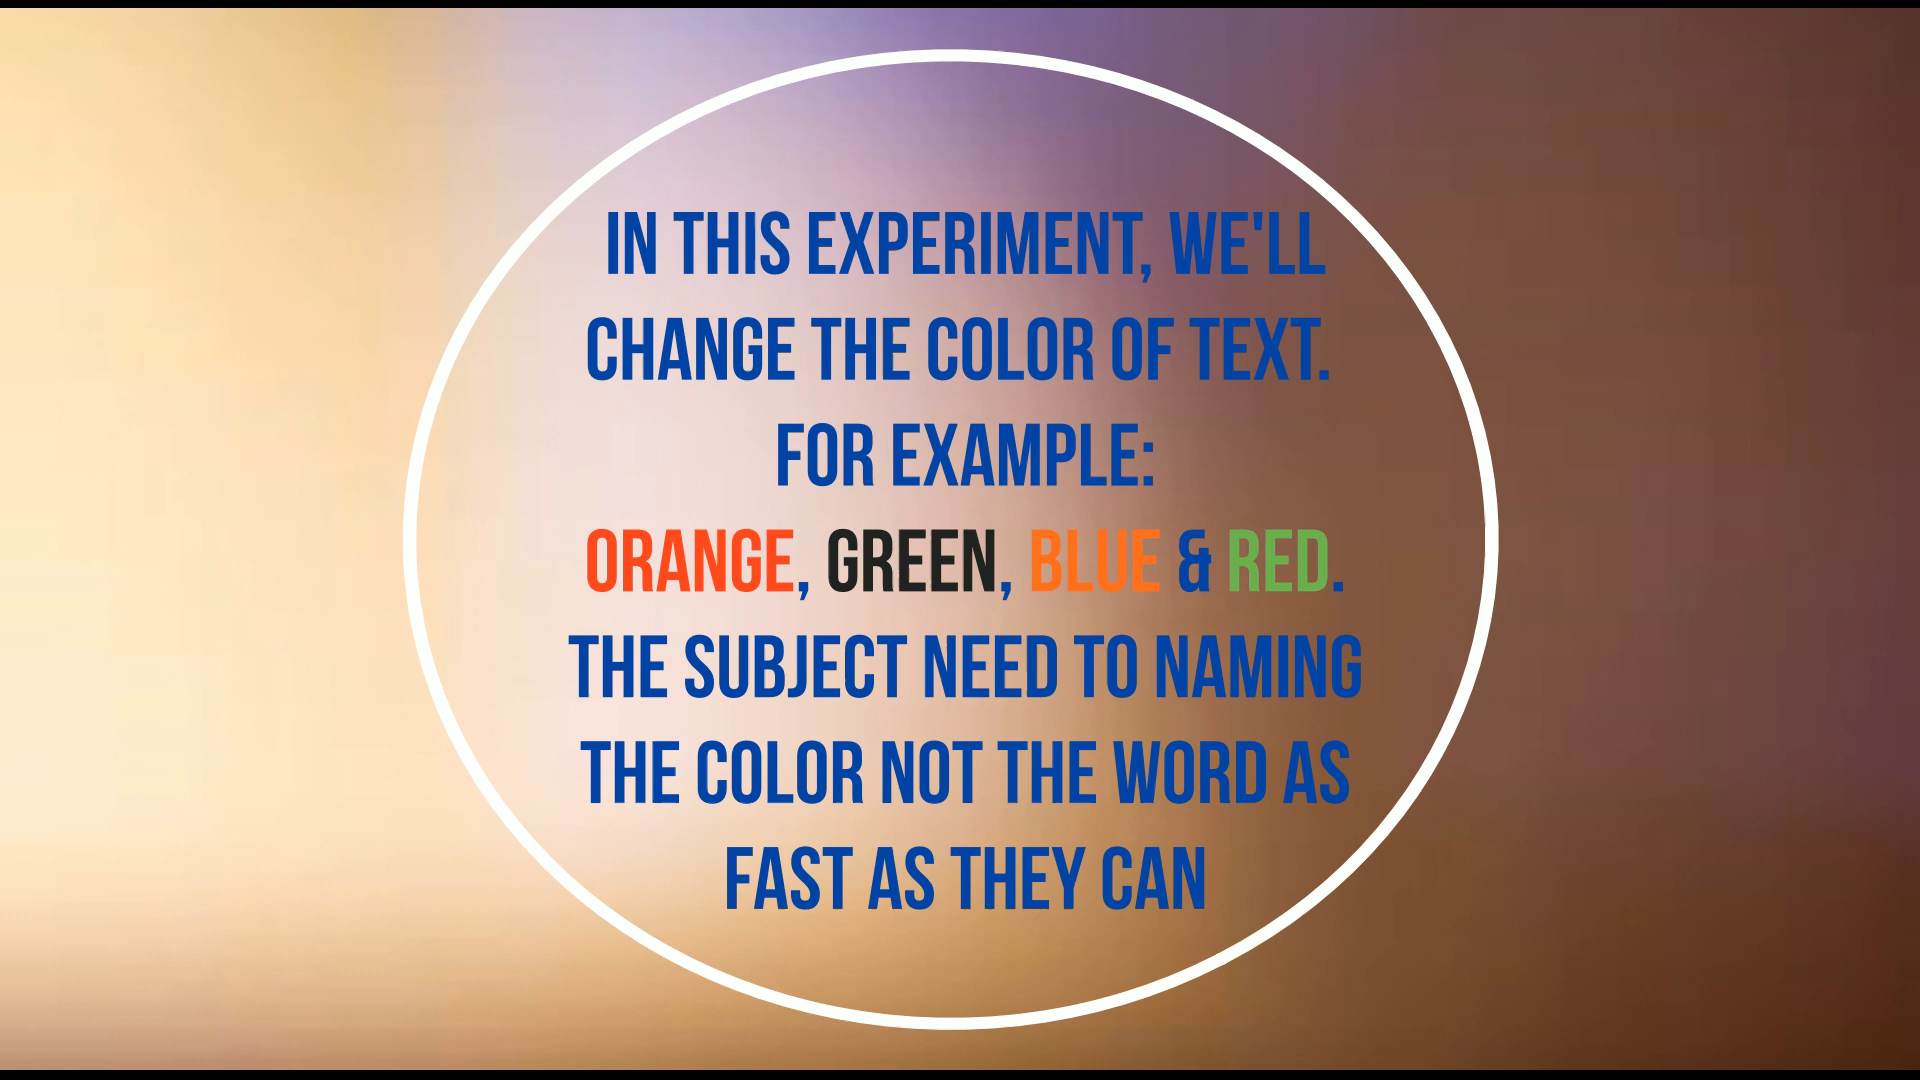 IN THIS EXPERIMENT, WE'LL
CHANGE THE COLOR OF TEXT.
FOR EXAMPLE:
ORANGE, GREEN, BLUE & RED.
THE SUBJECT NEED TO NAMING
THE COLOR NOT THE WORD AS
FAST AS THEY CAN